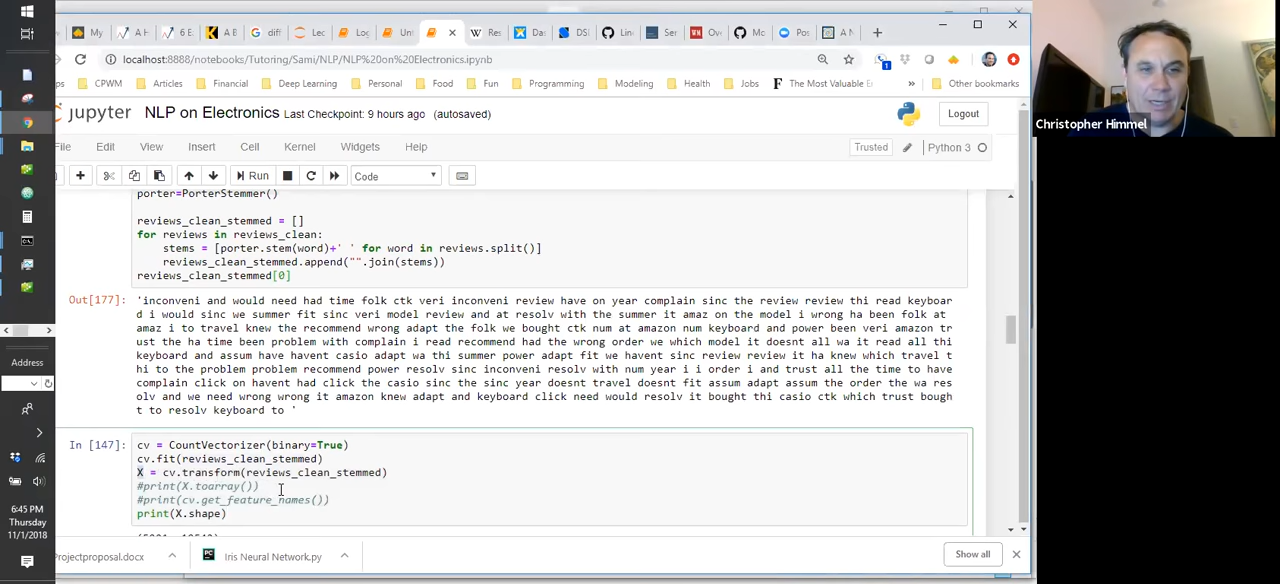 My
A H
6 E
A B
diff
Lec
Log
Unt
Res
Da
DSI
Lin
Ser
Ove
Mo
Pos
A N
localhost:8888/notebooks/Tutoring/Sami/NLP/NLP%20on%20Electronics.ipynb
CPWM
Articles
Financial
Deep Learning
Personal
Food
Fun
Programming
Modeling
Health
Jobs
The Most Valuable E
»
Other bookmarks
jupyter NLP on Electronics Last Checkpoint: 9 hours ago (autosaved)
Logout
File Edit View Insert Cell Kernel Widgets Help
Trusted
Python 3
Run
Code
porter=PorterStemmer()
reviews_clean_stemmed = []
for reviews in reviews_clean:
stems = [porter.stem(word)+' ' for word in reviews.split()]
reviews_clean_stemmed.append("".join(stems))
reviews_clean_stemmed[0]
Out[177]: 'inconveni and would need had time folk ctk veri inconveni review have on year complain sinc the review review thi read keyboar
d i would sinc we summer fit sinc veri model review and at resolv with the summer it amaz on the model i wrong ha been folk at
amaz i to travel knew the recommend wrong adapt the folk we bought ctk num at amazon num keyboard and power been veri amazon tr
ust the ha time been problem with complain i read recommend had the wrong order we which model it doesnt all wa it read all thi
keyboard and assum have havent casio adapt wa thi summer power adapt fit we havent sinc review review it ha knew which travel t
hi to the problem problem recommend power resolv sinc inconveni resolv with num year i i order i and trust all the time to have
complain click on havent had click the casio sinc the sinc year doesnt travel doesnt fit assum adapt assum the order the wa res
olv and we need wrong wrong it amazon knew adapt and keyboard click need would resolv it bought thi casio ctk which trust bough
t to resolv keyboard to '
In [147]: cv = CountVectorizer(binary=True)
cv.fit(reviews_clean_stemmed)
X = cv.transform(reviews_clean_stemmed)
#print(X.toarray())
#print(cv.get_feature_names())
print(X.shape)
Projectproposal.docx
Iris Neural Network.py
Show all
Address
6:45 PM
Thursday
11/1/2018
Christopher Himmel